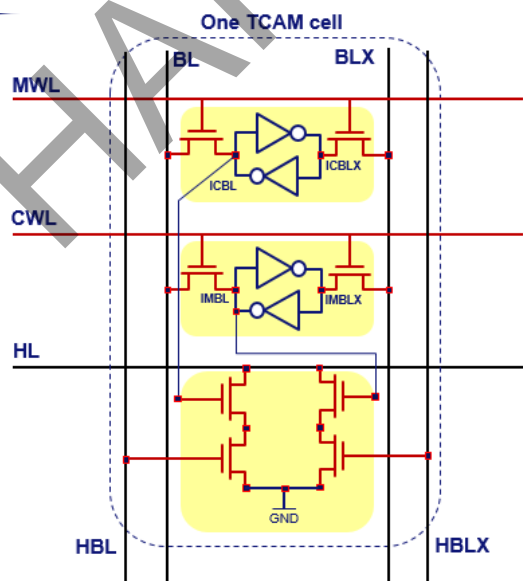 One TCAM cell
BL
BLX
MWL
ICBL
ICBLX
CWL
IMBL
IMBLX
HL
GND
HBL
HBLX